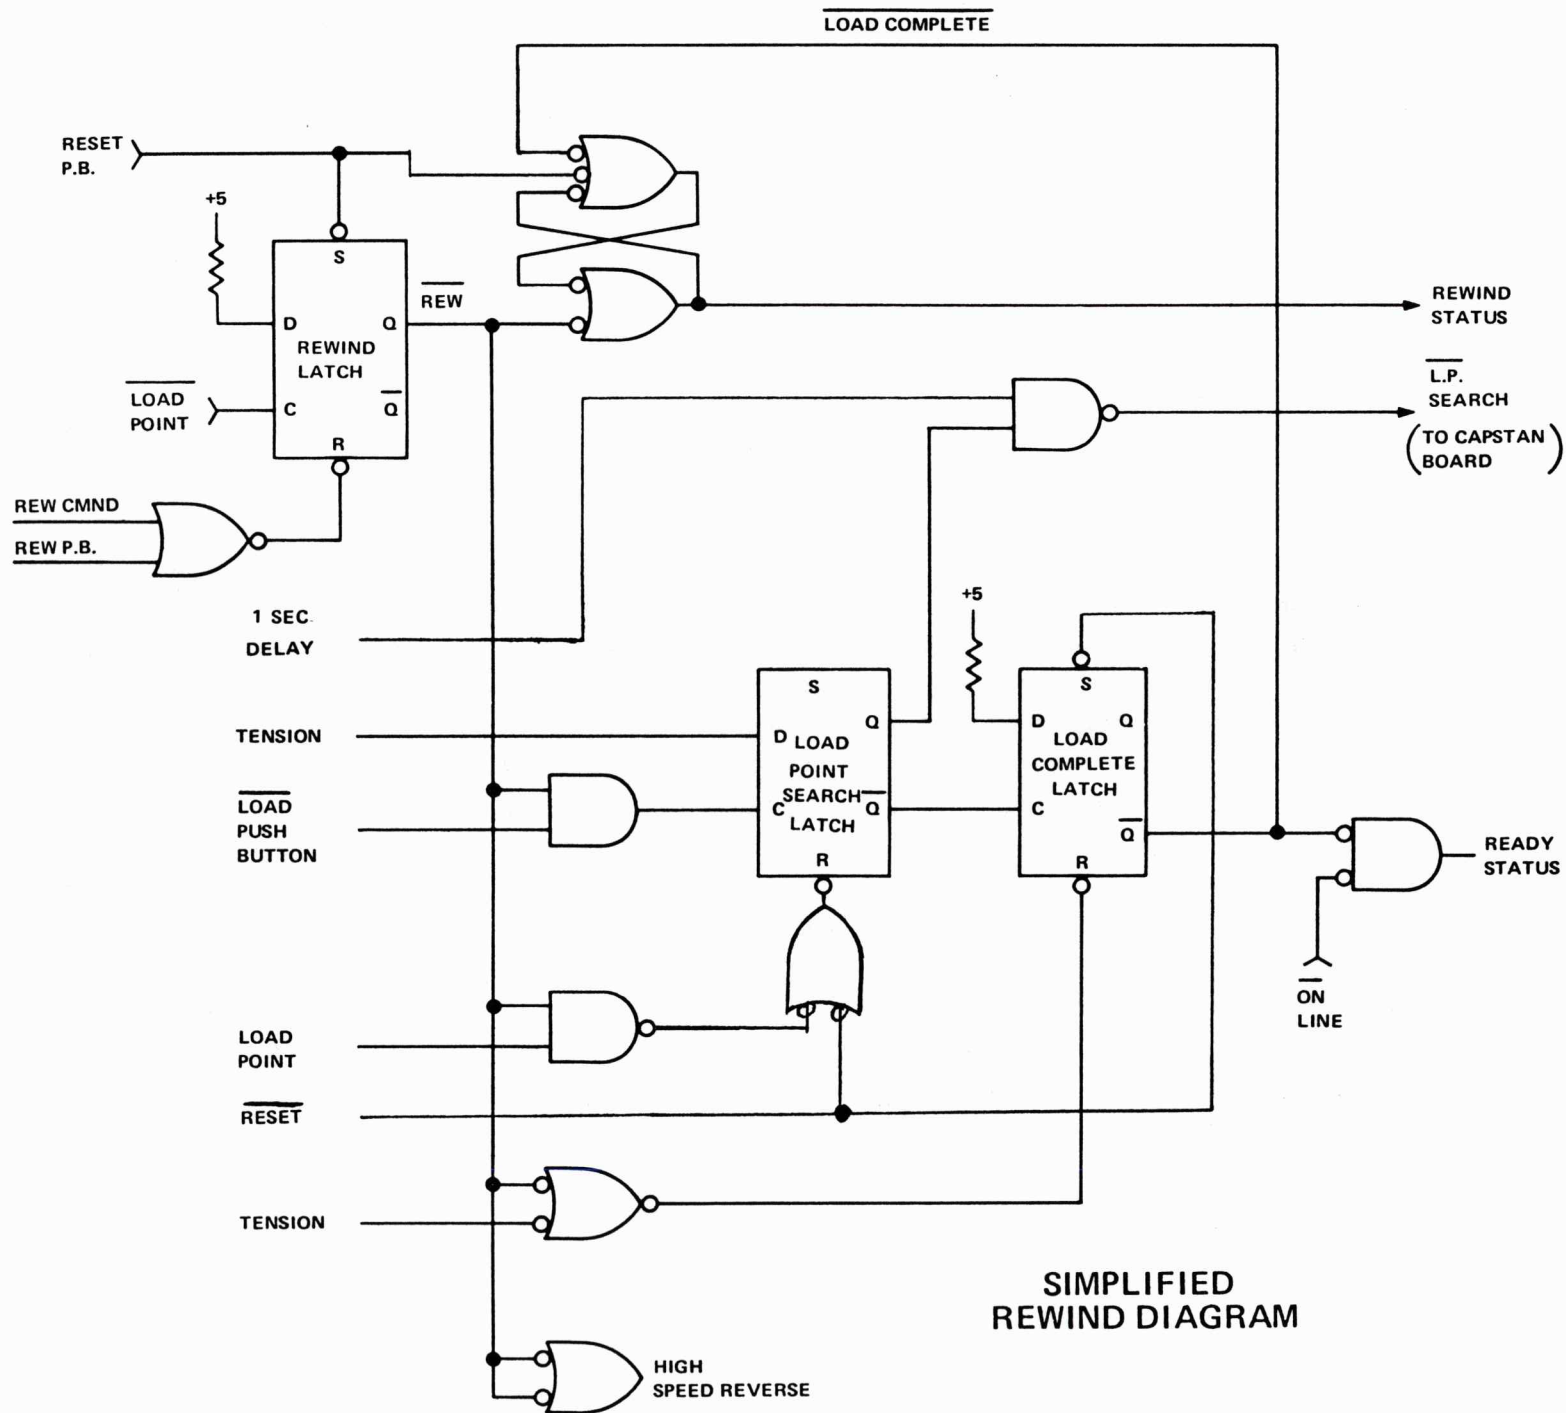 LOAD COMPLETE
RESET
P.B.
+5
S
REW
D
Q
REWIND
LATCH
LOAD
POINT
C
Q
R
REWIND
STATUS
L.P.
SEARCH
(TO CAPSTAN
BOARD)
REW CMND
REW P.B.
1 SEC.
DELAY
+5
TENSION
S
Q
D
LOAD
POINT
SEARCH
LATCH
C
Q
R
S
D
Q
LOAD
COMPLETE
LATCH
C
Q
R
LOAD
PUSH
BUTTON
READY
STATUS
ON
LINE
LOAD
POINT
RESET
TENSION
SIMPLIFIED
REWIND DIAGRAM
HIGH
SPEED REVERSE